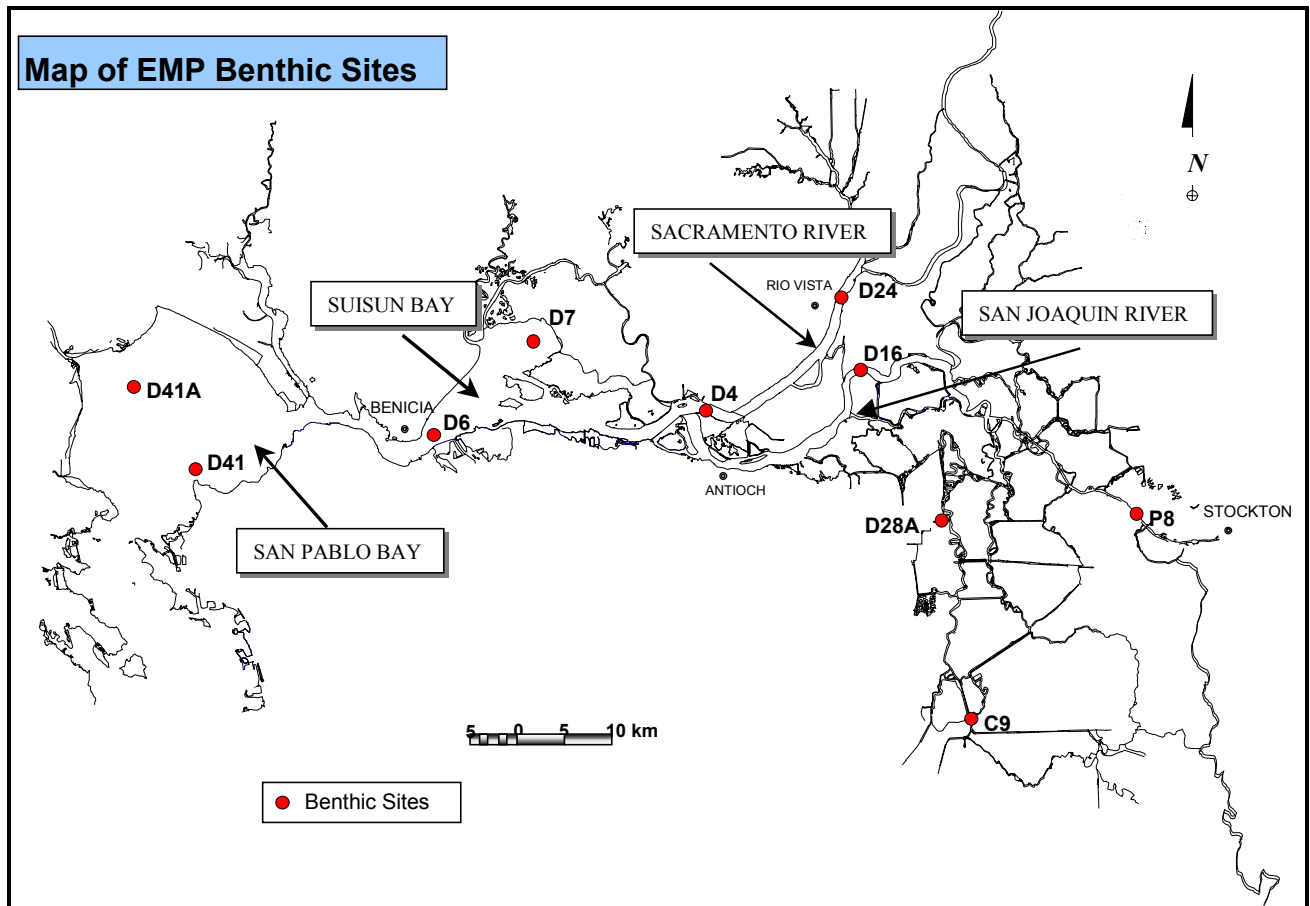 Map of EMP Benthic Sites
N
SACRAMENTO RIVER
RIO VISTA
D24
SUISUN BAY
D7
SAN JOAQUIN RIVER
D16
D41A
BENICIA
D6
D4
D41
ANTIOCH
SAN PABLO BAY
D28A
P8
STOCKTON
C9
5 0 5 10 km
Benthic Sites